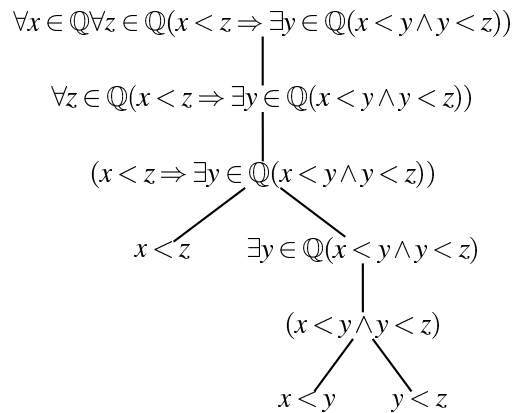 ∀x ∈ ℚ∀z ∈ ℚ(x < z ⇒ ∃y ∈ ℚ(x < y ∧ y < z))
∀z ∈ ℚ(x < z ⇒ ∃y ∈ ℚ(x < y ∧ y < z))
(x < z ⇒ ∃y ∈ ℚ(x < y ∧ y < z))
x < z ∃y ∈ ℚ(x < y ∧ y < z)
(x < y ∧ y < z)
x < y y < z